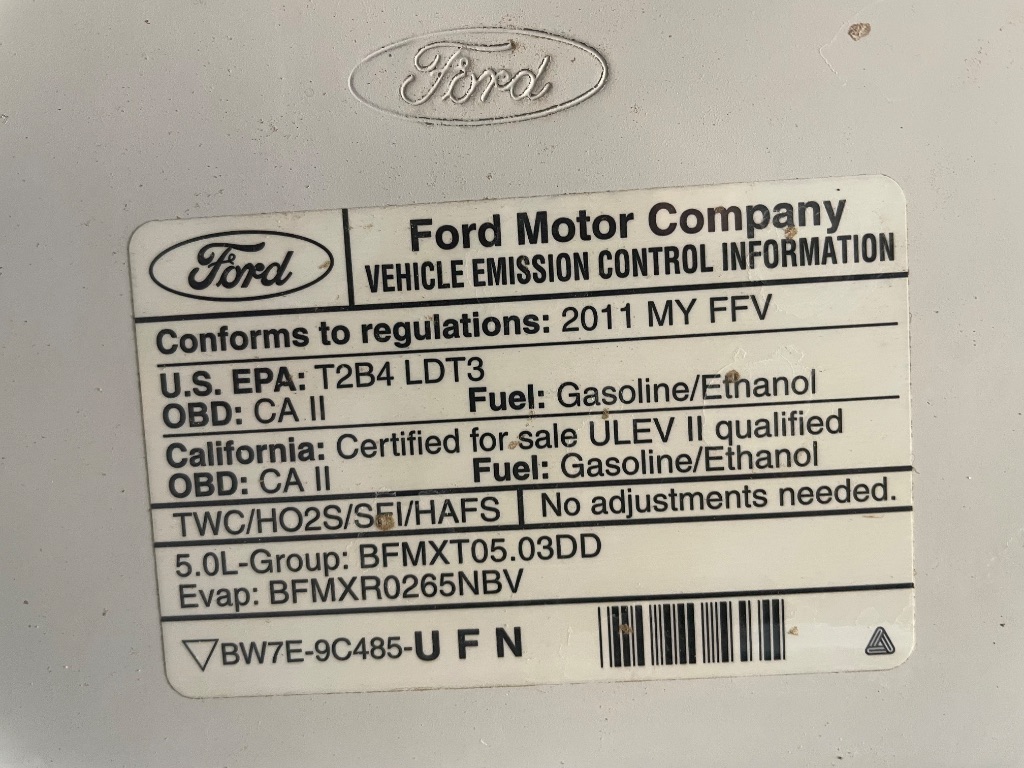 Ford
Ford
Ford Motor Company
VEHICLE EMISSION CONTROL INFORMATION
Conforms to regulations: 2011 MY FFV
U.S. EPA: T2B4 LDT3
OBD: CA II Fuel: Gasoline/Ethanol
California: Certified for sale ULEV II qualified
OBD: CA II Fuel: Gasoline/Ethanol
TWC/HO2S/SFI/HAFS No adjustments needed.
5.0L-Group: BFMXT05.03DD
Evap: BFMXR0265NBV
BW7E-9C485-U F N